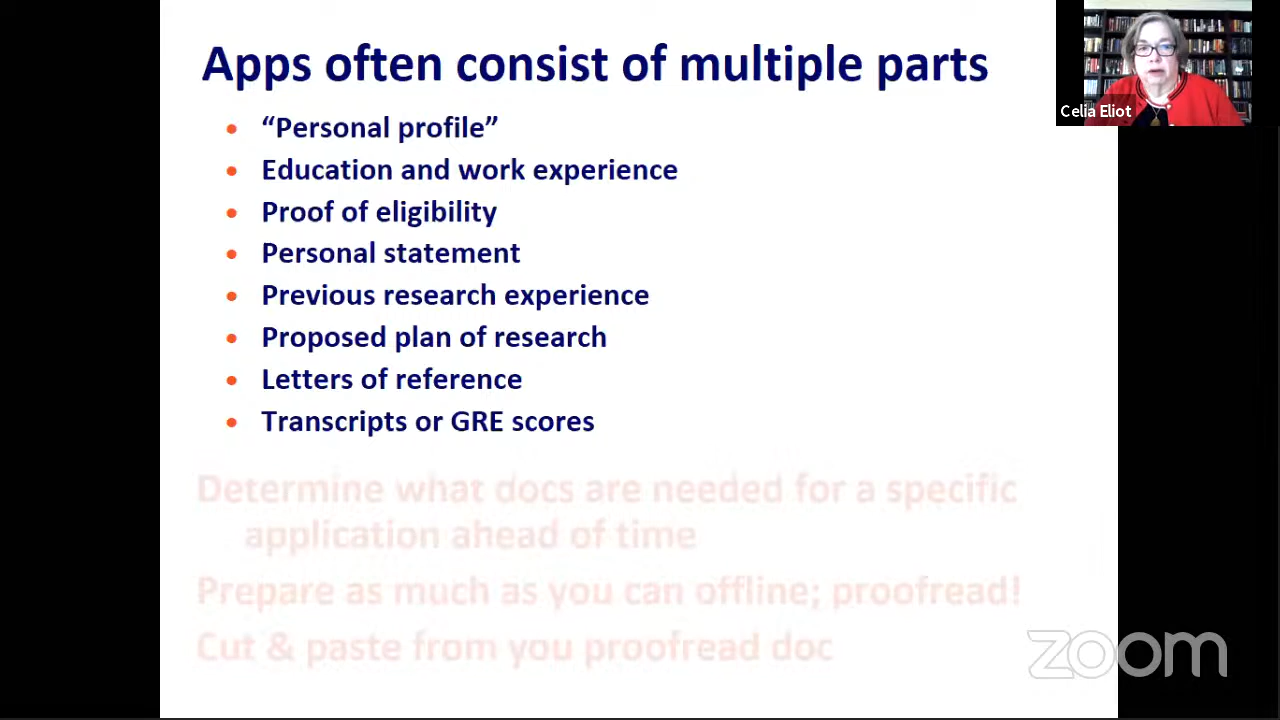 Apps often consist of multiple parts
Celia Eliot
• “Personal profile”
• Education and work experience
• Proof of eligibility
• Personal statement
• Previous research experience
• Proposed plan of research
• Letters of reference
• Transcripts or GRE scores
Determine what docs are needed for a specific
application ahead of time
Prepare as much as you can offline; proofread!
Cut & paste from you proofread doc
zoom